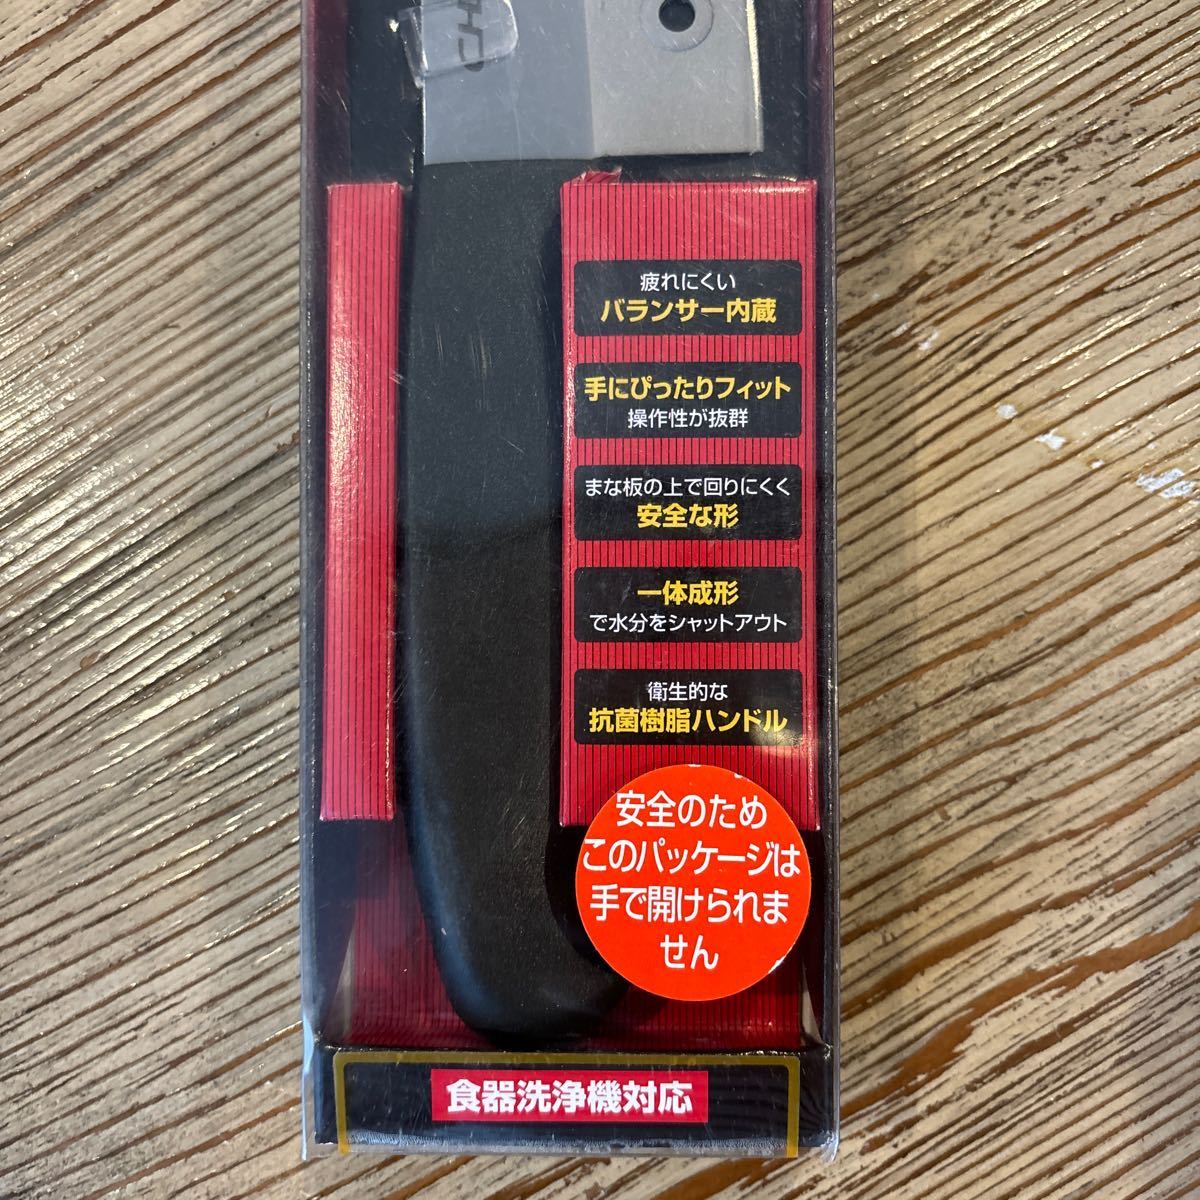 疲れにくい
バランサー内蔵
手にぴったりフィット
操作性が抜群
まな板の上で回りにくく
安全な形
一体成形
で水分をシャットアウト
衛生的な
抗菌樹脂ハンドル
安全のため
このパッケージは
手で開けられま
せん
食器洗浄機対応